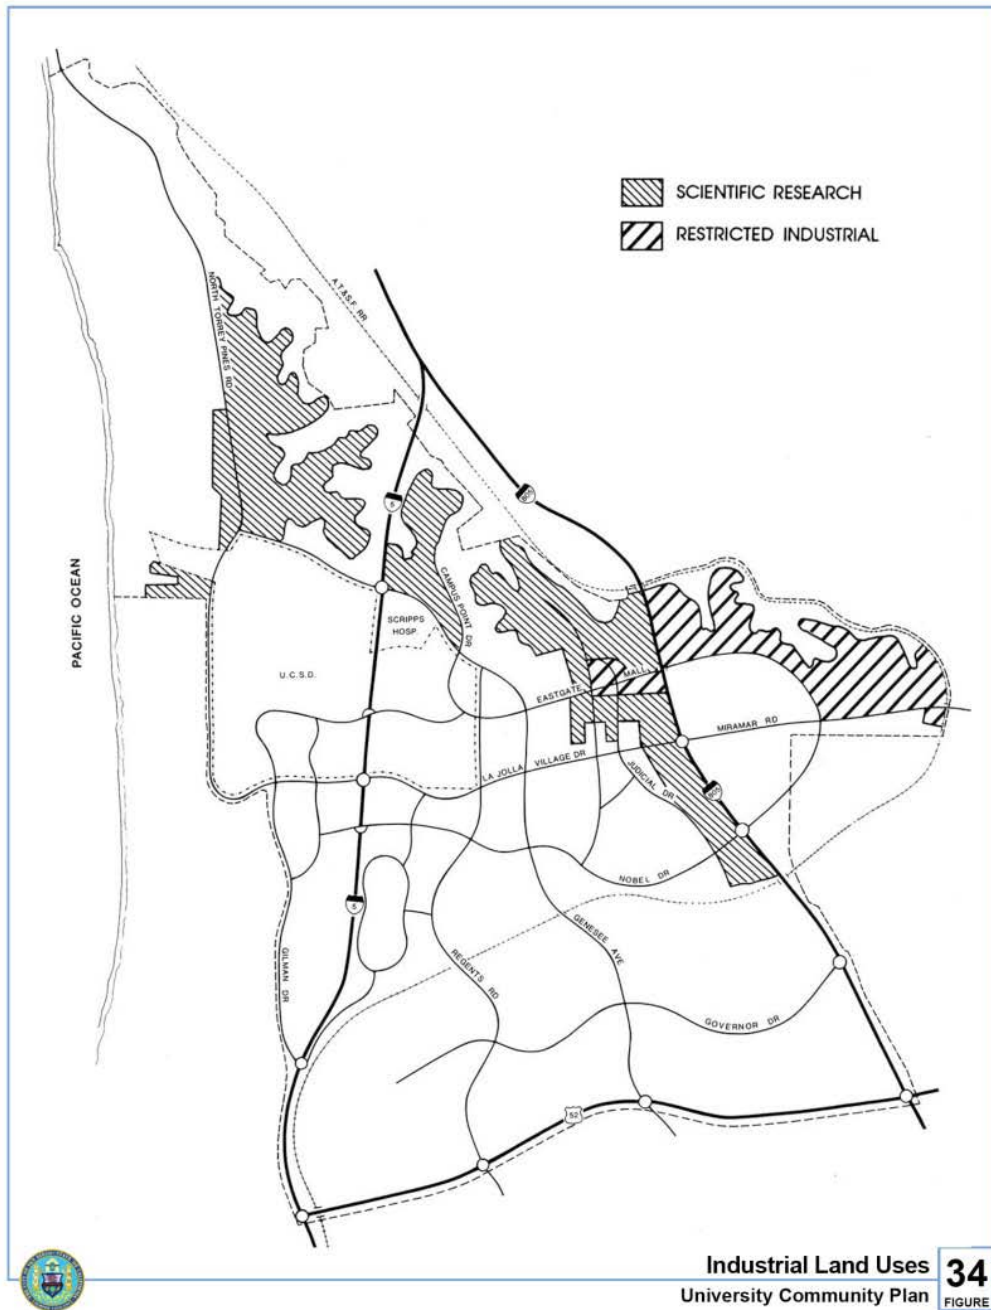 SCIENTIFIC RESEARCH
RESTRICTED INDUSTRIAL
A.T.&S.F. RR
NORTH TORREY PINES RD
805
5
PACIFIC OCEAN
CAMPUS POINT DR
SCRIPPS
HOSP.
U.C.S.D.
EASTGATE MALL
MIRAMAR RD
LA JOLLA VILLAGE DR
JUDICIAL DR
805
NOBEL DR
5
GENESEE AVE
REGENTS RD
GILMAN DR
GOVERNOR DR
52
Industrial Land Uses
University Community Plan
34
FIGURE